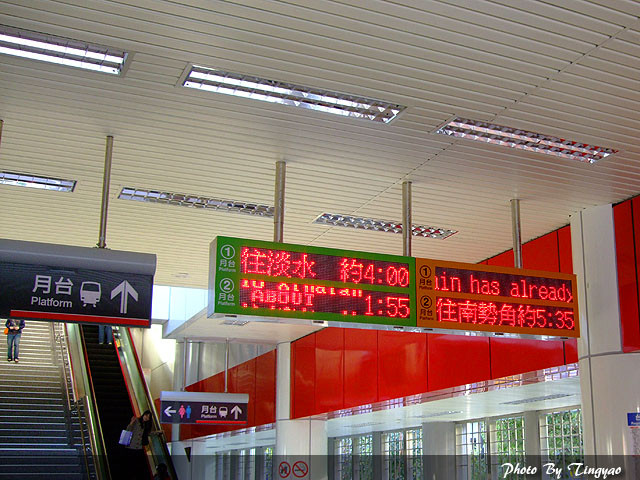 月台
Platform
① 月台 Platform
往淡水 約4:00
② 月台 Platform
ABOUT 1:55
① 月台 Platform
in has already
② 月台 Platform
往南勢角約5:35
月台
Platform
Photo By Tingyao